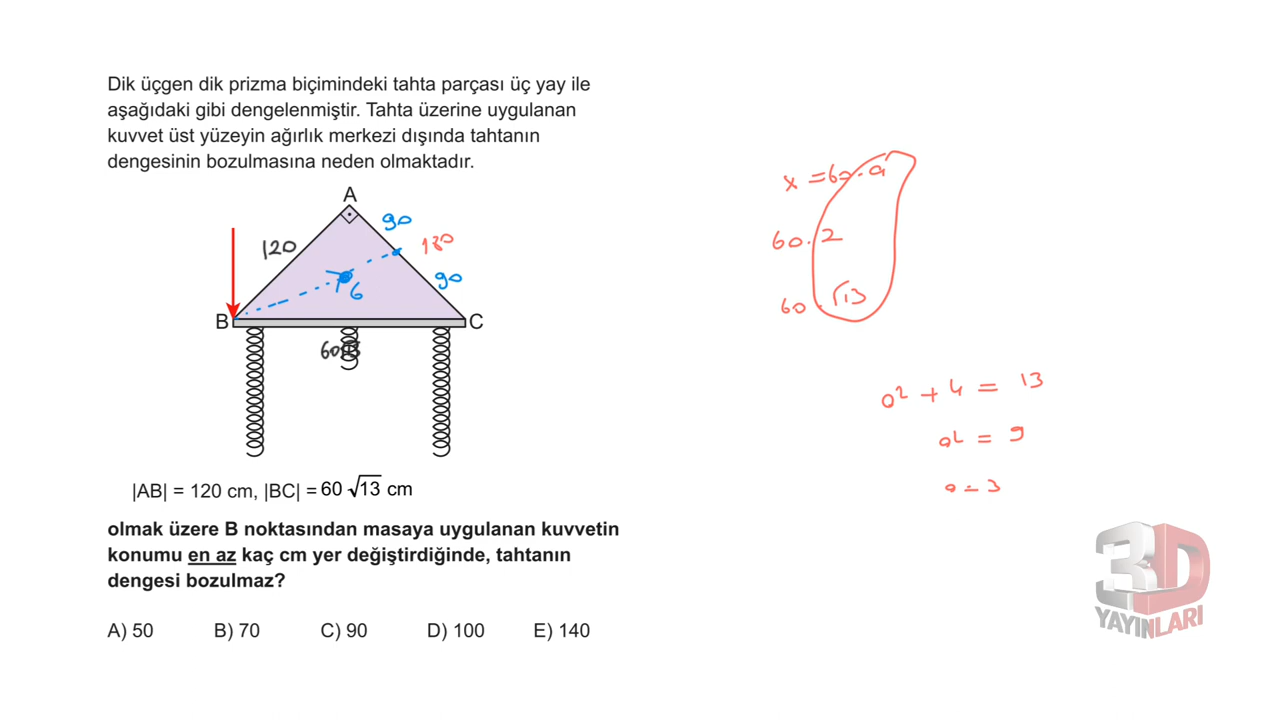 Dik üçgen dik prizma biçimindeki tahta parçası üç yay ile
aşağıdaki gibi dengelenmiştir. Tahta üzerine uygulanan
kuvvet üst yüzeyin ağırlık merkezi dışında tahtanın
dengesinin bozulmasına neden olmaktadır.
A
90
120
180
90
G
B
C
x = 60.a
60.2
60.√13
a² + 4 = 13
a² = 9
a = 3
|AB| = 120 cm, |BC| = 60 √13 cm
olmak üzere B noktasından masaya uygulanan kuvvetin
konumu en az kaç cm yer değiştirdiğinde, tahtanın
dengesi bozulmaz?
A) 50 B) 70 C) 90 D) 100 E) 140
3D
YAYINLARI